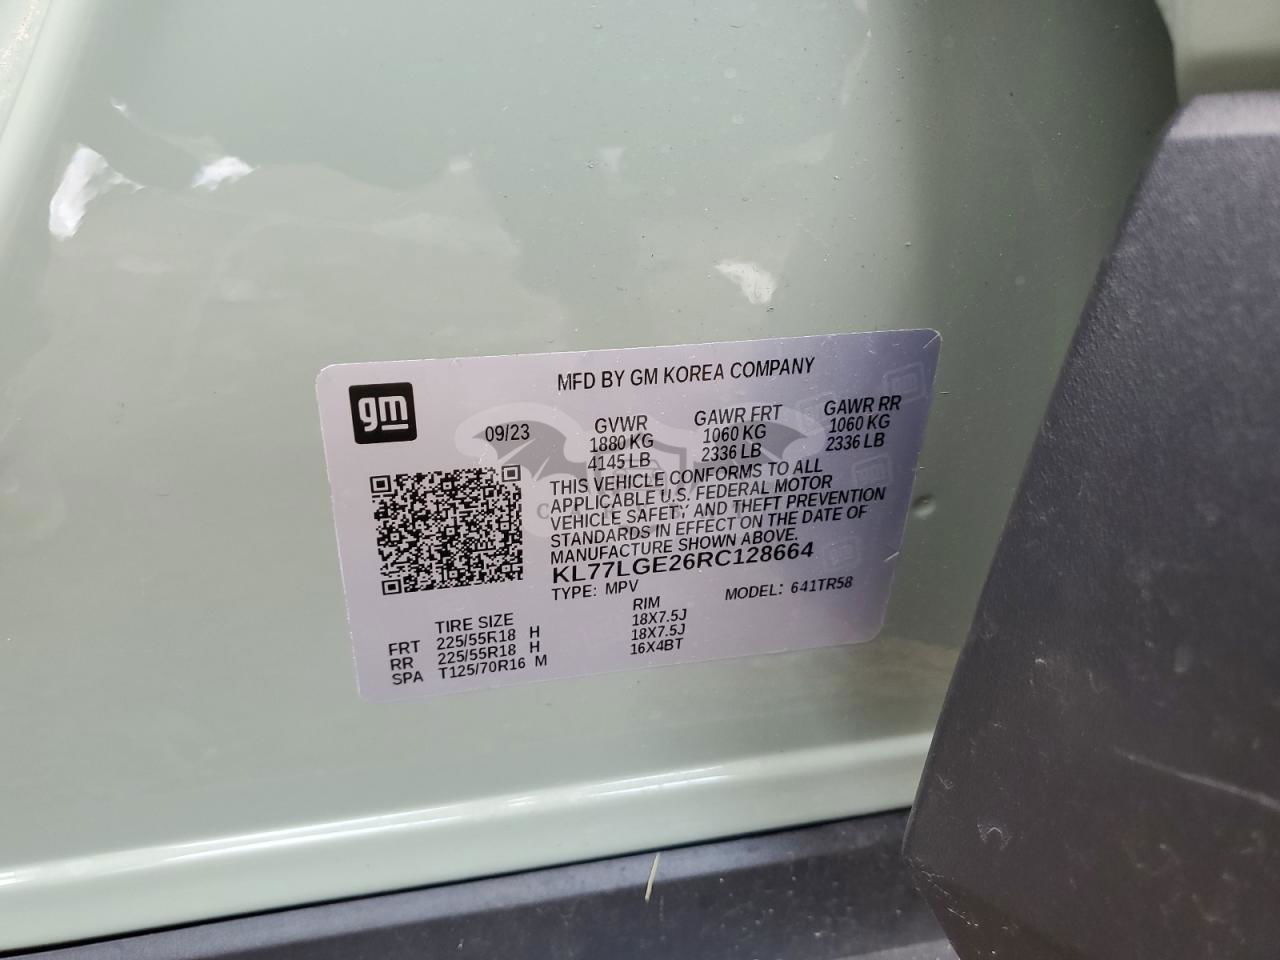 gm
MFD BY GM KOREA COMPANY
09/23
GVWR GAWR FRT GAWR RR
1880 KG 1060 KG 1060 KG
4145 LB 2336 LB 2336 LB
THIS VEHICLE CONFORMS TO ALL
APPLICABLE U.S. FEDERAL MOTOR
VEHICLE SAFETY AND THEFT PREVENTION
STANDARDS IN EFFECT ON THE DATE OF
MANUFACTURE SHOWN ABOVE.
KL77LGE26RC128664
TYPE: MPV MODEL: 641TR58
TIRE SIZE RIM
FRT 225/55R18 H 18X7.5J
RR 225/55R18 H 18X7.5J
SPA T125/70R16 M 16X4BT